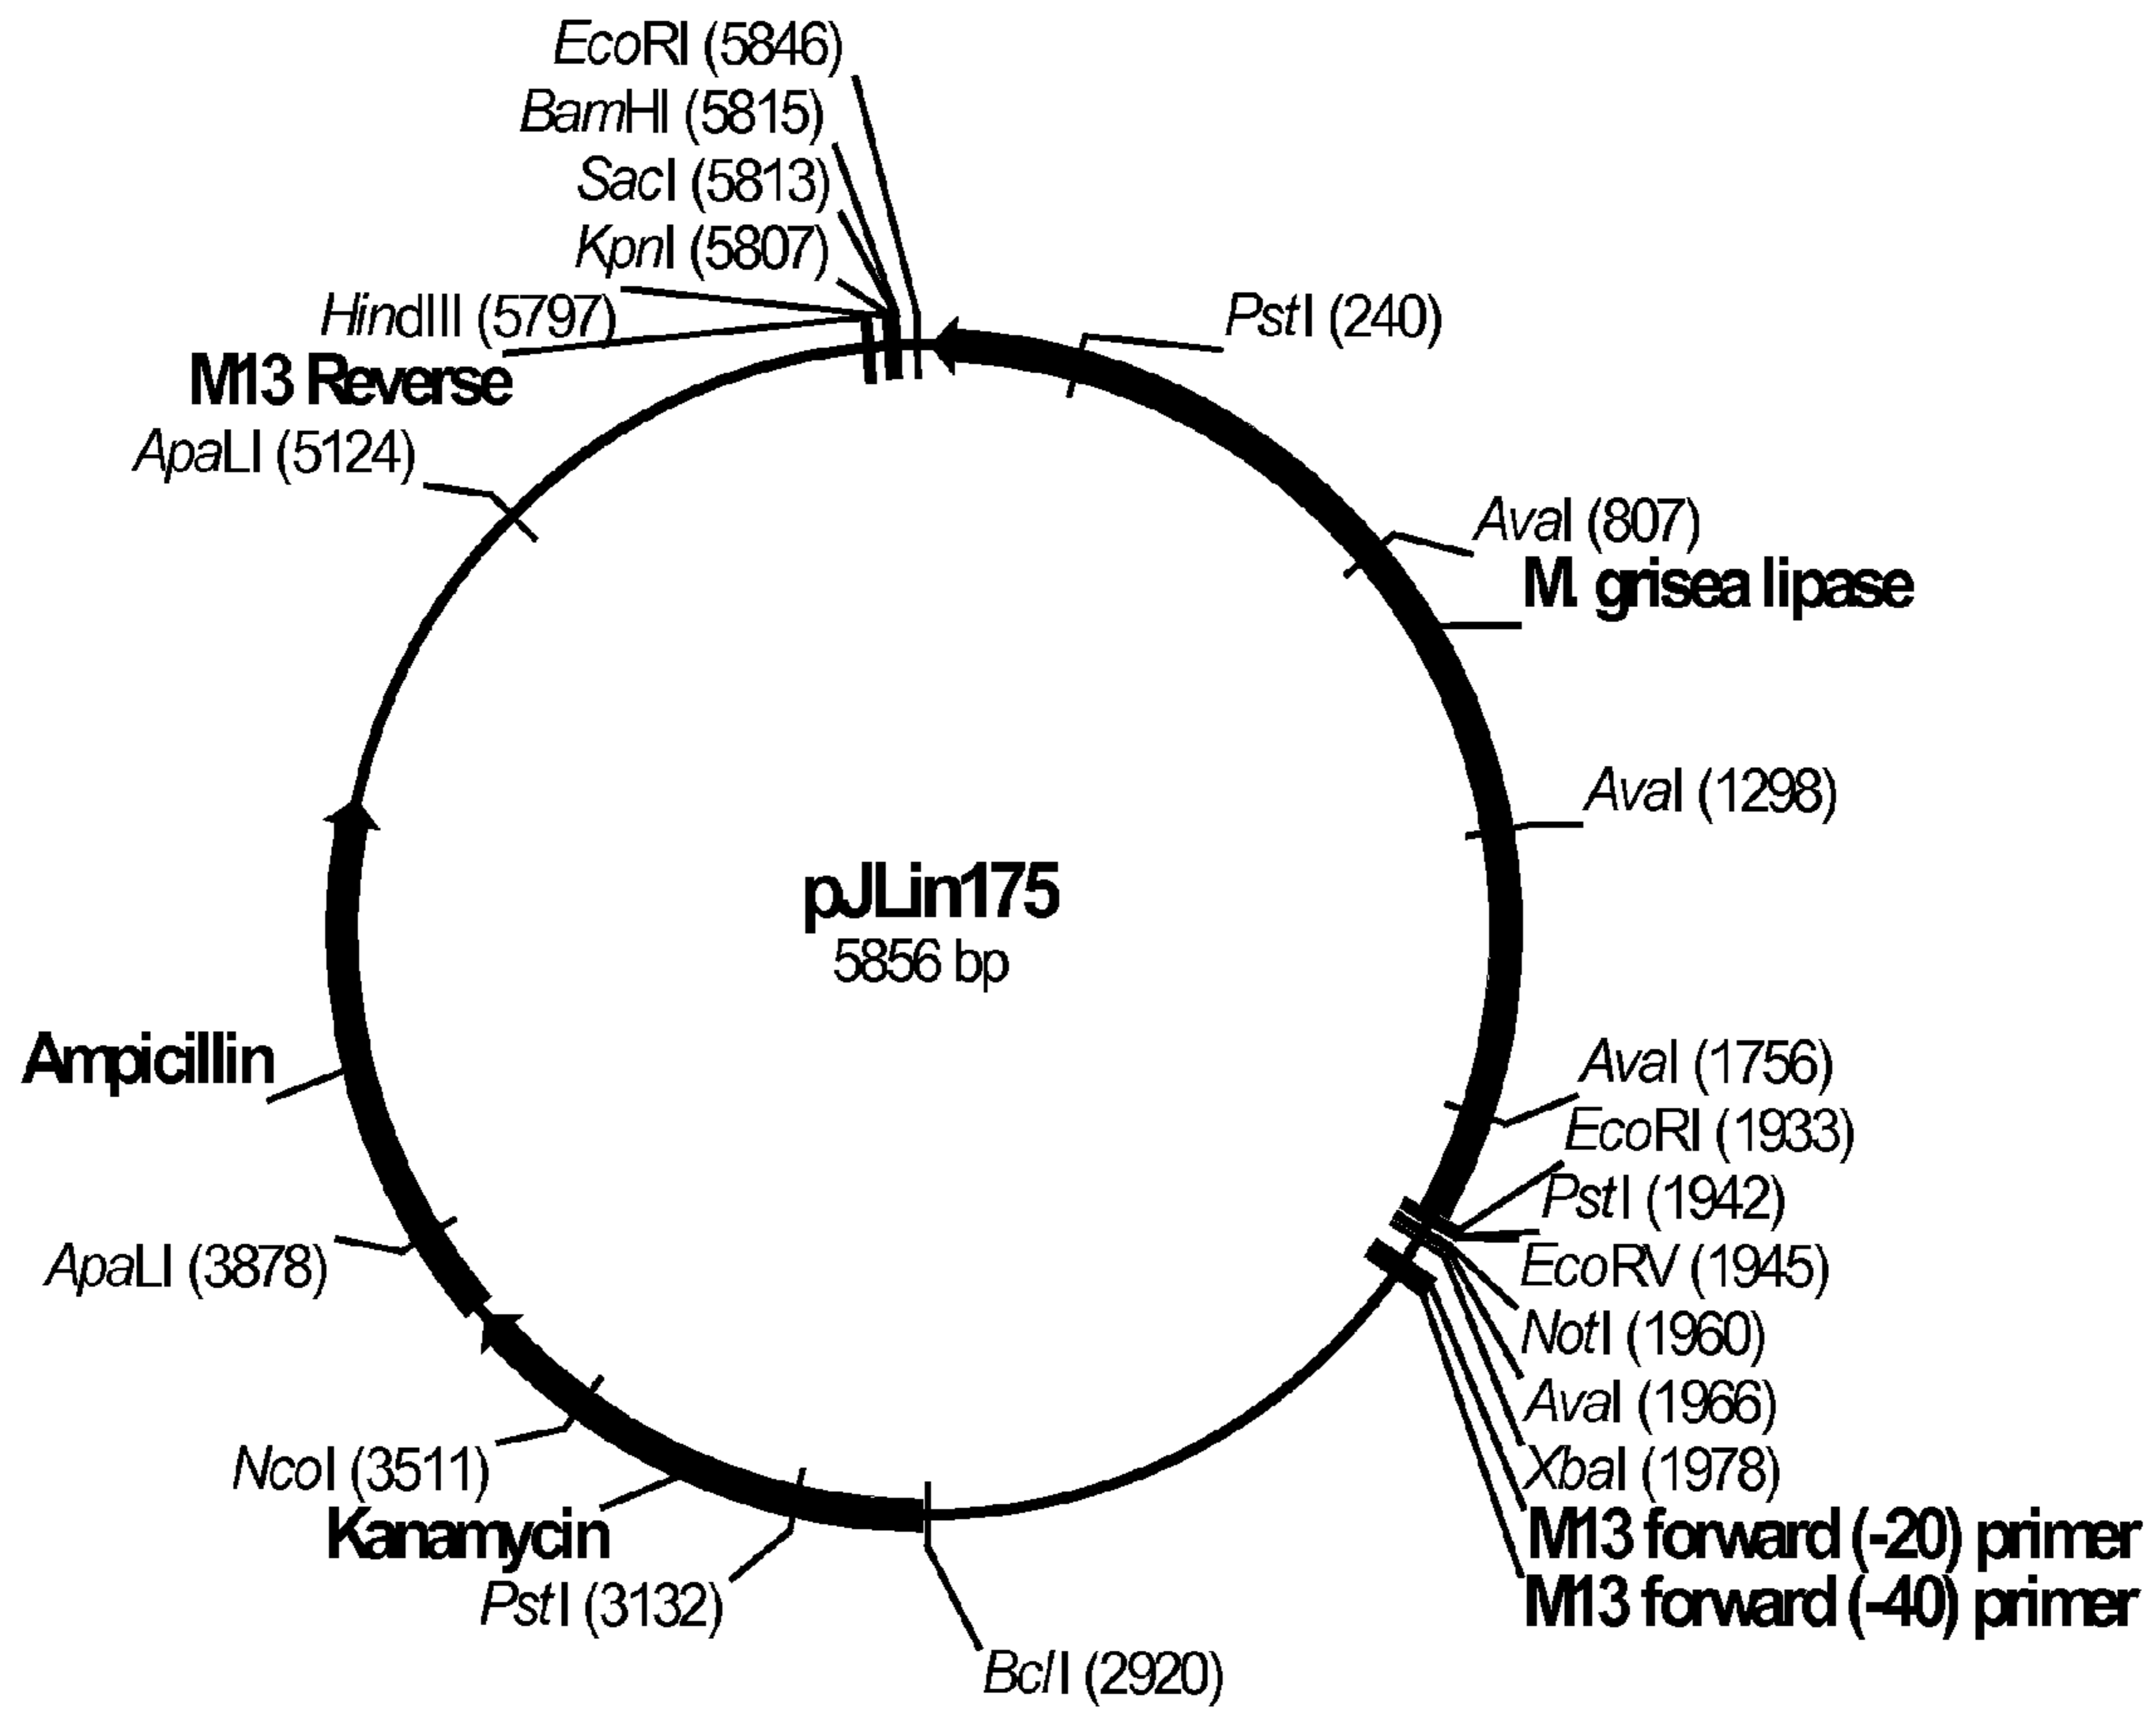 EcoRI (5846)
BamHI (5815)
SacI (5813)
KpnI (5807)
HindIII (5797)
M13 Reverse
ApaLI (5124)
PstI (240)
AvaI (807)
M. grisea lipase
AvaI (1298)
pJLin175
5856 bp
AvaI (1756)
EcoRI (1933)
PstI (1942)
EcoRV (1945)
NotI (1960)
AvaI (1966)
XbaI (1978)
M13 forward (-20) primer
M13 forward (-40) primer
Ampicillin
ApaLI (3878)
NcoI (3511)
Kanamycin
PstI (3132)
BclI (2920)